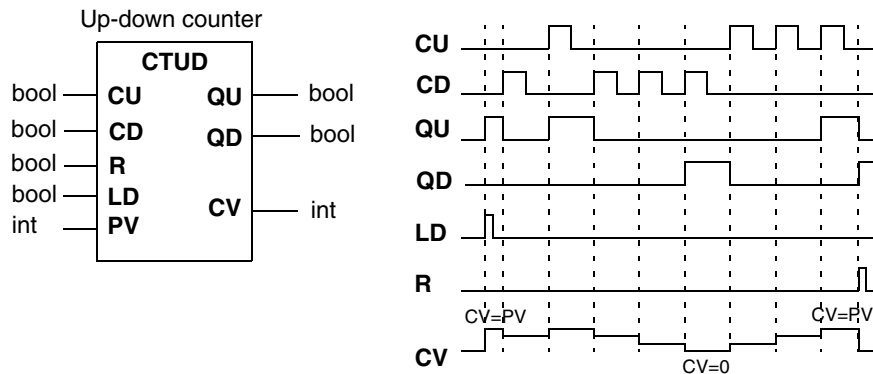 Up-down counter
CTUD
bool CU QU bool
bool CD QD bool
bool R
bool LD
int PV CV int
CU
CD
QU
QD
LD
R
CV=PV CV=PV
CV
CV=0